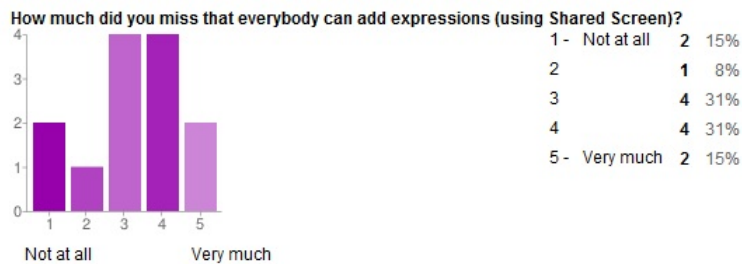 How much did you miss that everybody can add expressions (using Shared Screen)?
4
3
2
1
0
1 2 3 4 5
Not at all Very much
1 - Not at all 2 15%
2 1 8%
3 4 31%
4 4 31%
5 - Very much 2 15%